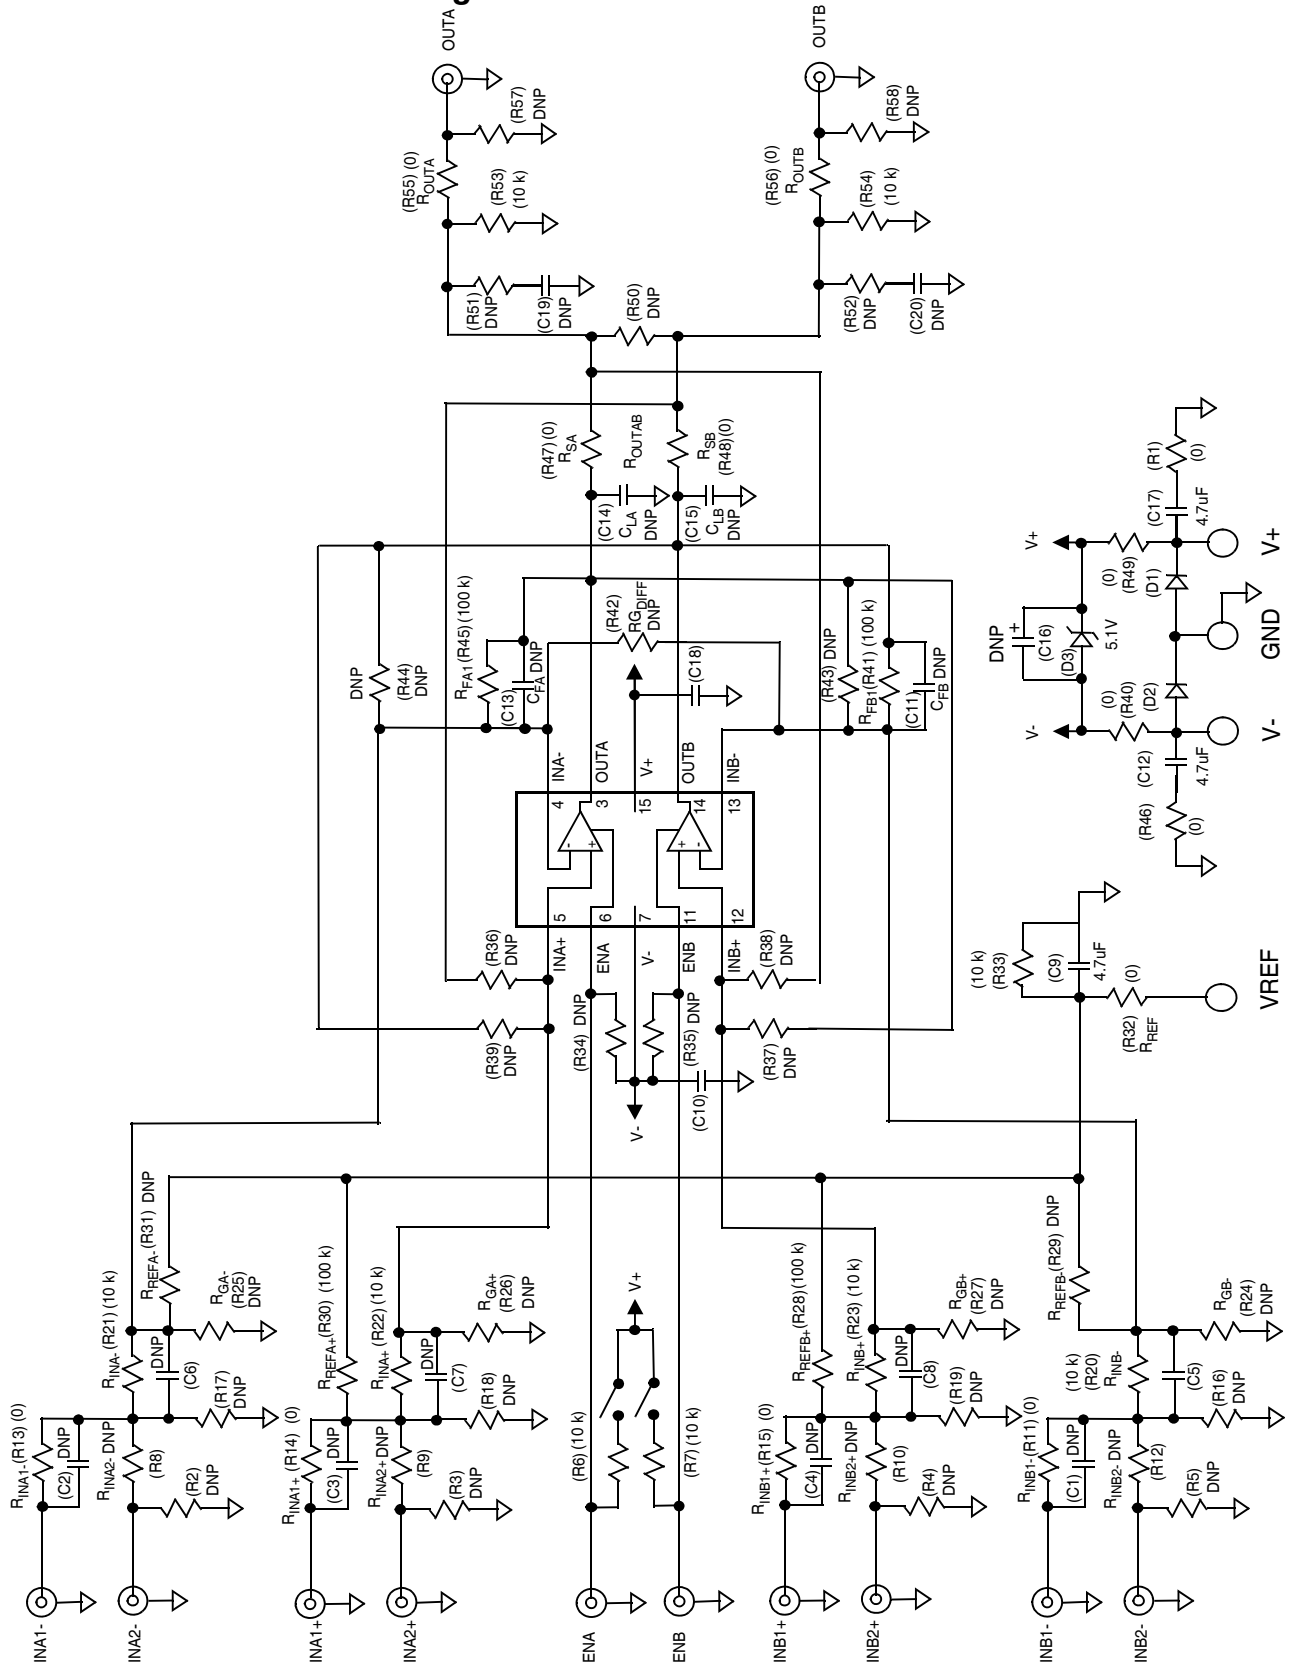 g
OUTA
OUTB
(R57)
DNP
(R58)
DNP
(R55) (0)
ROUTA
(R53)
(10 k)
(R56) (0)
ROUTB
(R54)
(10 k)
(R51)
DNP
(C19)
DNP
(R50)
DNP
(R52)
DNP
(C20)
DNP
(R47) (0)
RSA
ROUTAB
RSB
(R48)(0)
(C14)
CLA
DNP
(C15)
CLB
DNP
DNP
(R44)
DNP
RFA1 (R45) (100 k)
(C13)
CFA DNP
(R42)
RGDIFF
DNP
(C18)
(R43) DNP
RFB1(R41) (100 k)
(C11)
CFB DNP
INA-
OUTA
V+
OUTB
INB-
4
3
15
14
13
-
+
+
-
5
6
7
11
12
INA+
ENA
V-
ENB
INB+
(R36)
DNP
(R38)
DNP
(R39)
DNP
(R34) DNP
(R35) DNP
(R37)
DNP
V-
(C10)
(R1)
(0)
(C17)
4.7uF
V+
(0)
(R49)
(D1)
V+
DNP
+
(C16)
(D3)
5.1V
GND
V-
(0)
(R40)
(D2)
V-
(C12)
4.7uF
(R46)
(0)
(10 k)
(R33)
(C9)
4.7uF
(0)
(R32)
RREF
VREF
RINA- (R21) (10 k)
RREFA- (R31) DNP
RGA-
(R25)
DNP
DNP
(C6)
(R17)
DNP
RINA1- (R13) (0)
(C2) DNP
RINA2- DNP
(R8)
(R2)
DNP
INA1-
INA2-
RREFA+ (R30) (100 k)
RINA+ (R22) (10 k)
RGA+
(R26)
DNP
DNP
(C7)
(R18)
DNP
RINA1+ (R14) (0)
(C3) DNP
RINA2+ DNP
(R9)
(R3)
DNP
INA1+
INA2+
V+
(R6) (10 k)
(R7) (10 k)
ENA
ENB
RREFB+ (R28) (100 k)
RINB+ (R23) (10 k)
RGB+
(R27)
DNP
DNP
(C8)
(R19)
DNP
RINB1+ (R15) (0)
(C4) DNP
RINB2+ DNP
(R10)
(R4)
DNP
INB1+
INB2+
RREFB- (R29) DNP
RGB-
(R24)
DNP
(10 k)
(R20)
RINB-
(C5)
(R16)
DNP
RINB1- (R11) (0)
(C1) DNP
RINB2- DNP
(R12)
(R5)
DNP
INB1-
INB2-